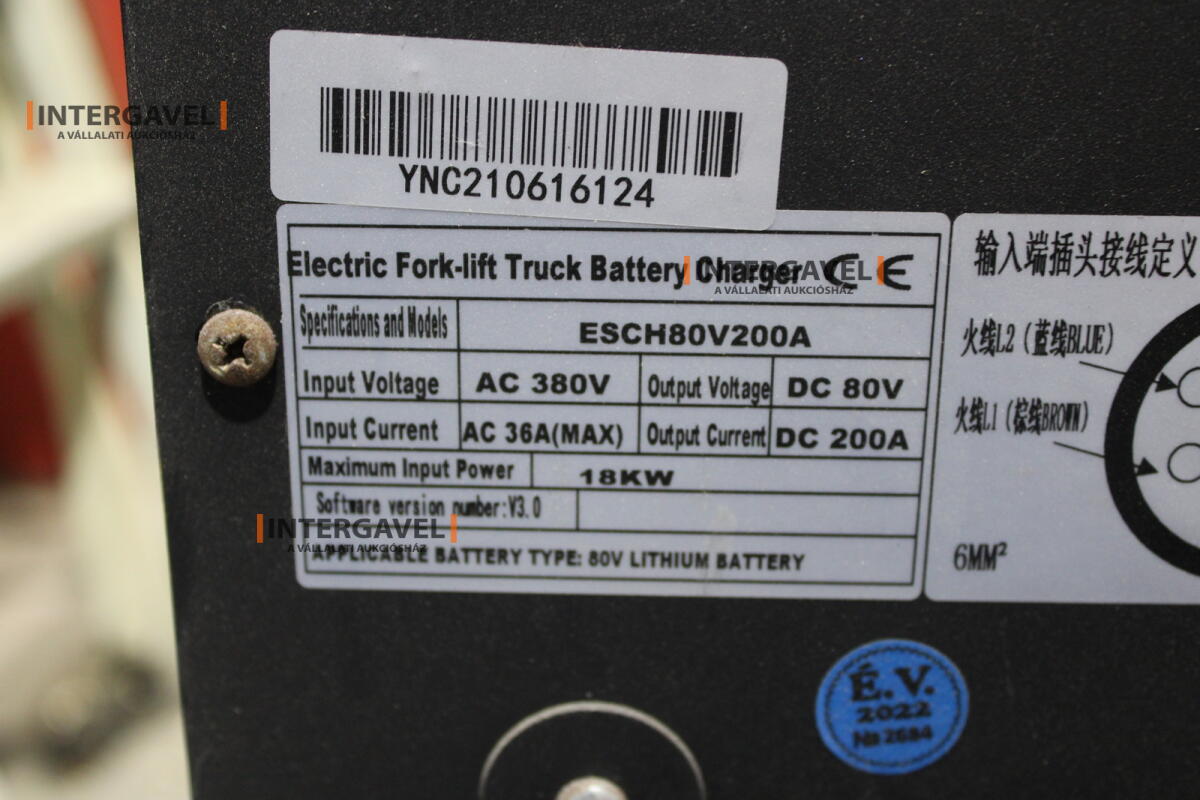 INTERGAVEL
A VÁLLALATI AUKCIÓSHÁZ
YNC210616124
Electric Fork-lift Truck Battery Charger CE
INTERGAVEL
A VÁLLALATI AUKCIÓSHÁZ
Specifications and Models ESCH80V200A
Input Voltage AC 380V Output Voltage DC 80V
Input Current AC 36A(MAX) Output Current DC 200A
Maximum Input Power 18KW
Software version number:V3.0
INTERGAVEL
A VÁLLALATI AUKCIÓSHÁZ
APPLICABLE BATTERY TYPE: 80V LITHIUM BATTERY
输入端插头接线定义
火线L2（蓝线BLUE）
火线L1（棕线BROWN）
6MM²
É.V.
2022
№ 2684